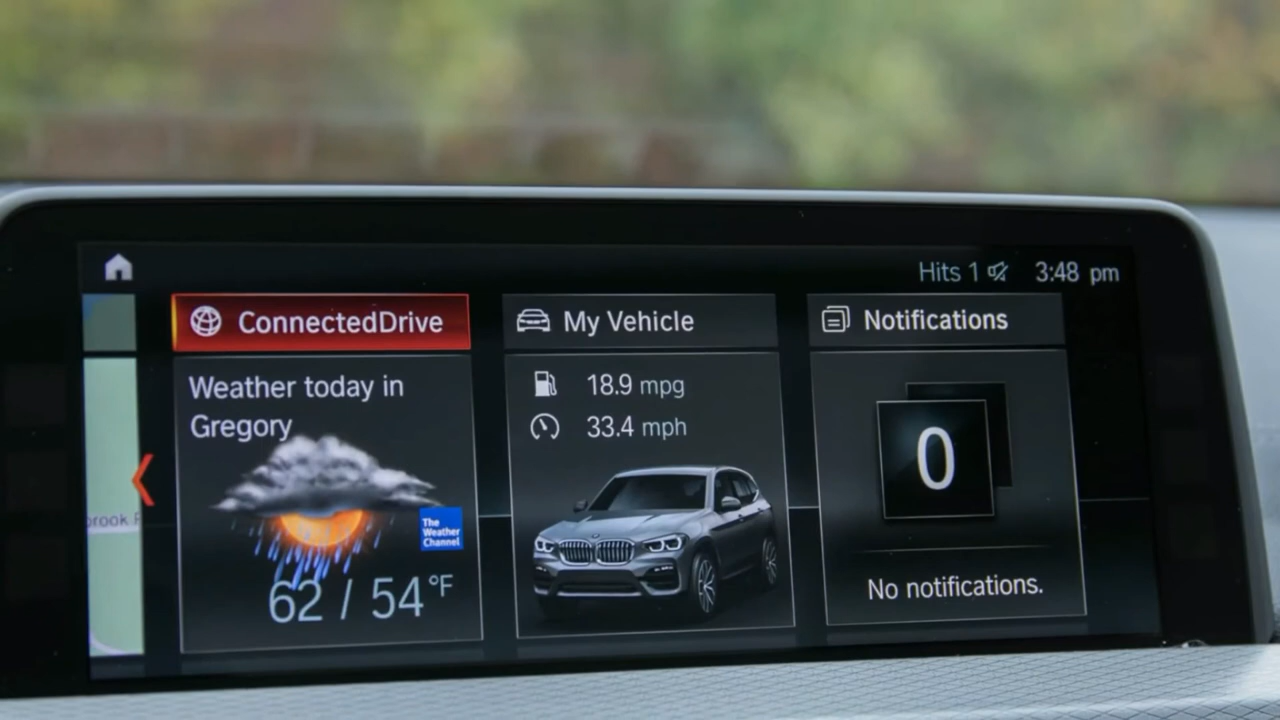 Hits 1 3:48 pm
ConnectedDrive
Weather today in
Gregory
The
Weather
Channel
62 / 54 °F
My Vehicle
18.9 mpg
33.4 mph
Notifications
0
No notifications.